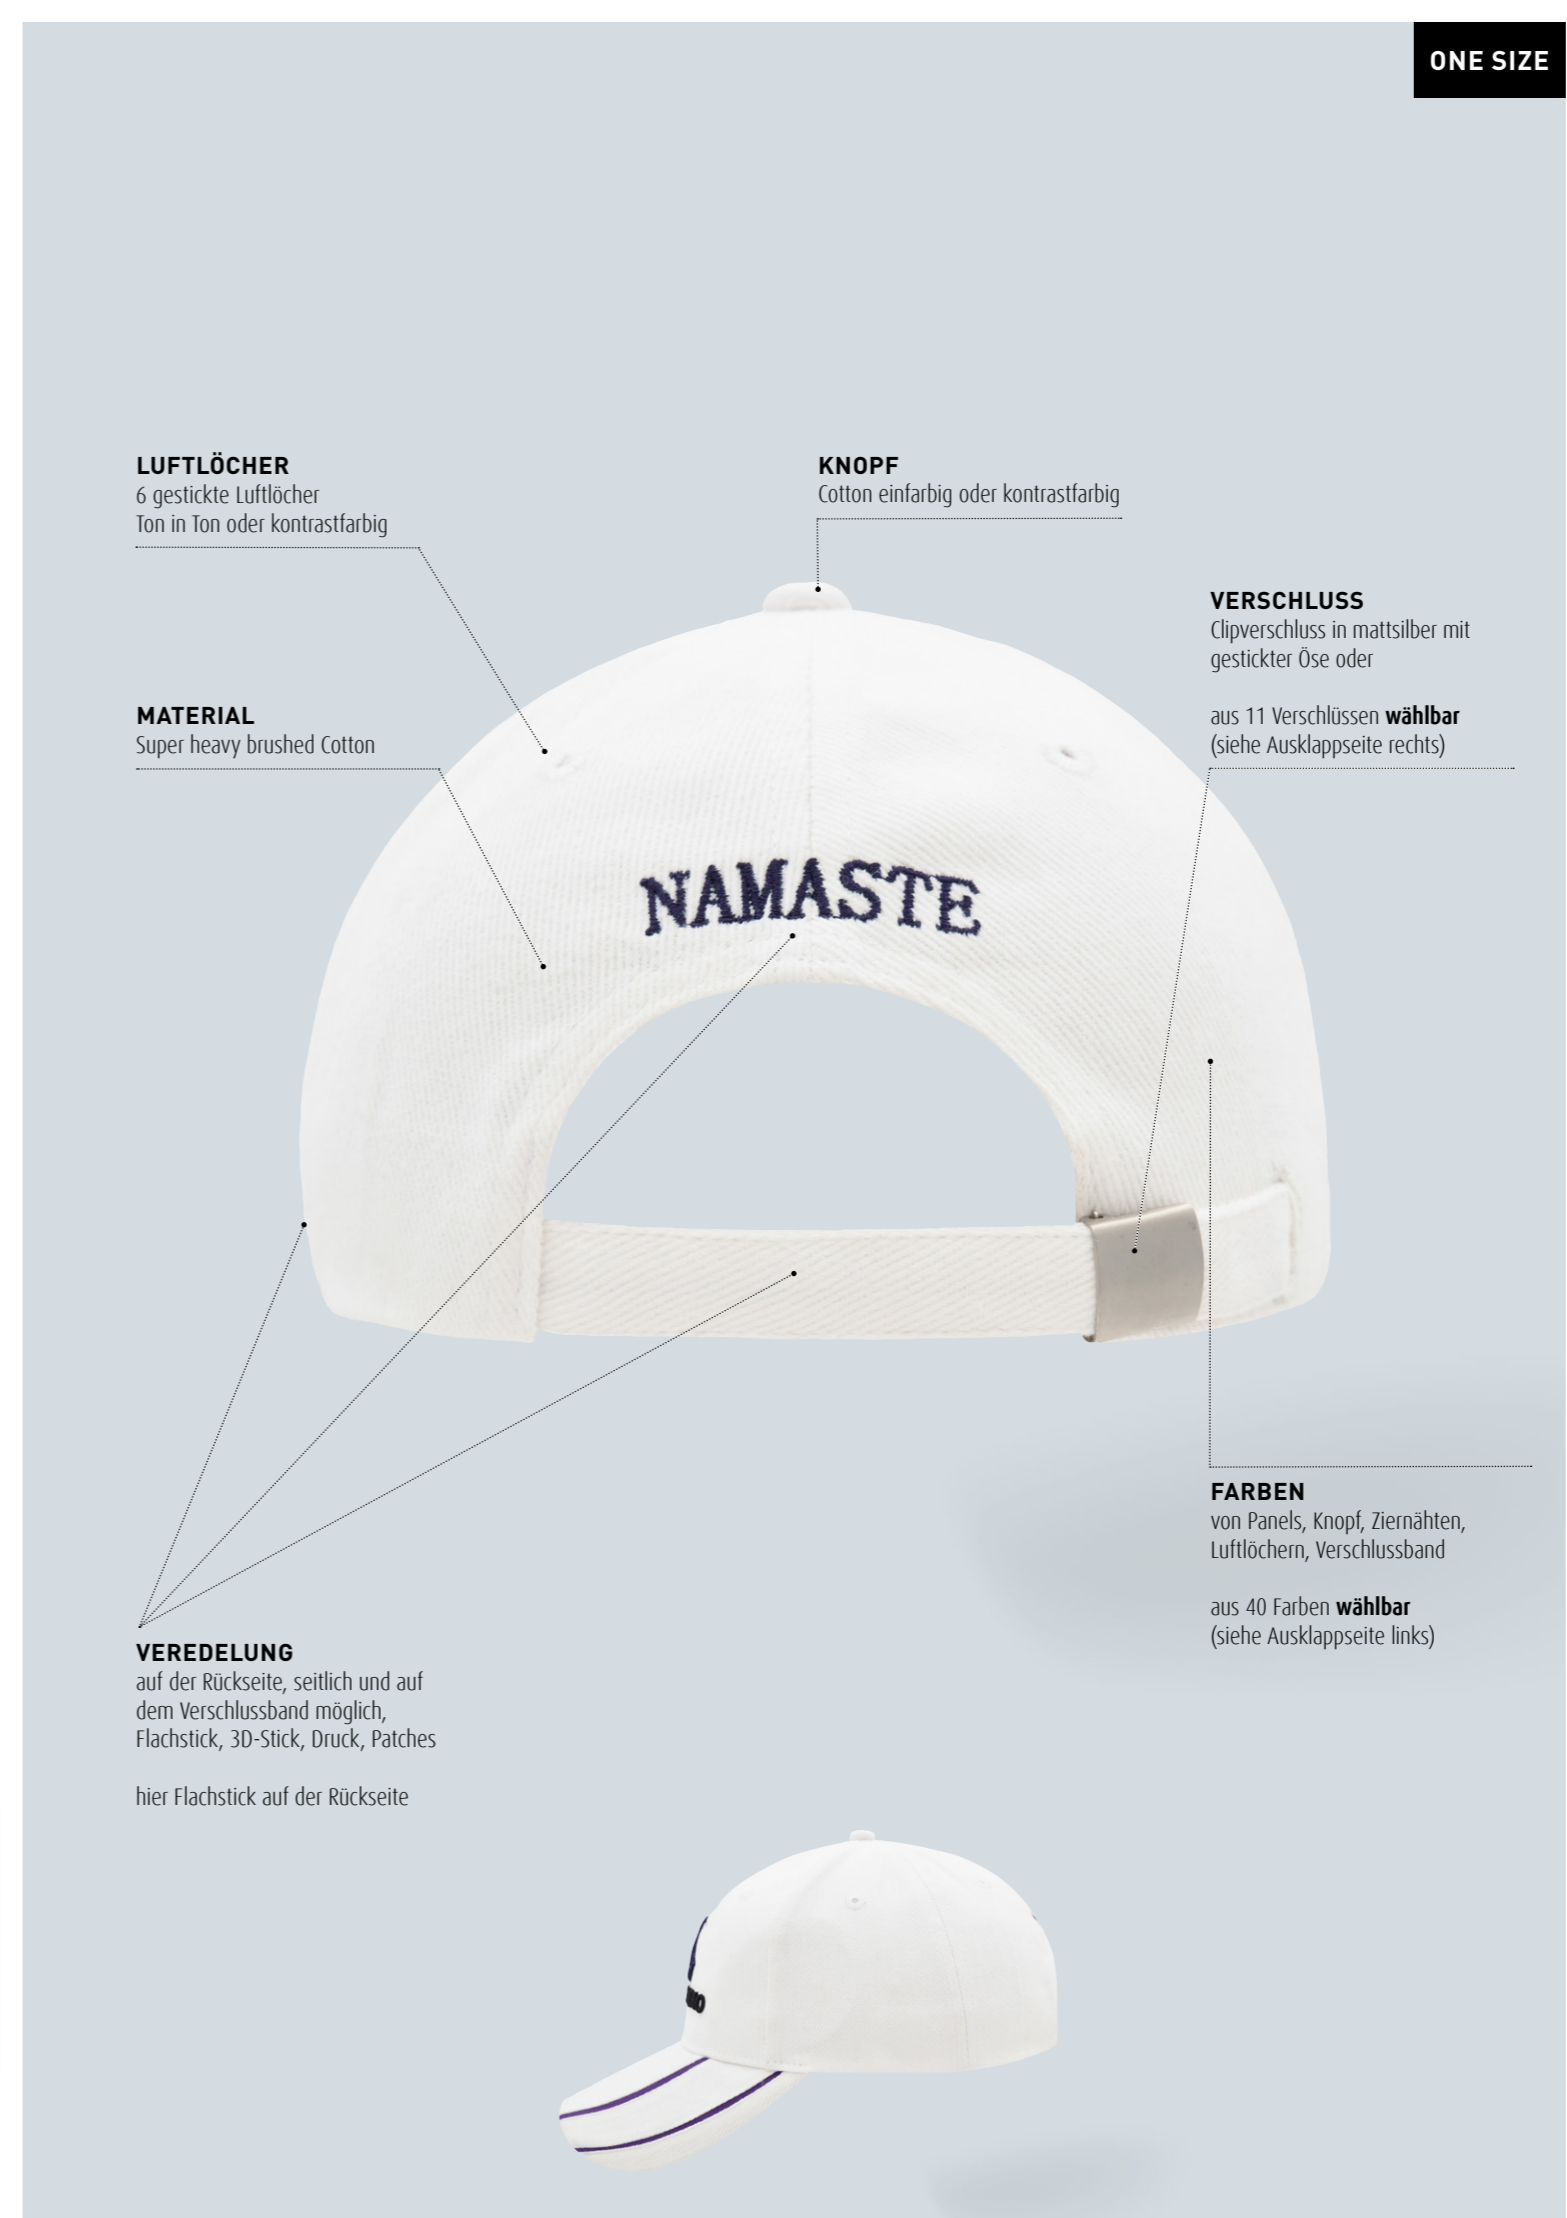 ONE SIZE
LUFTLÖCHER
6 gestickte Luftlöcher
Ton in Ton oder kontrastfarbig
KNOPF
Cotton einfarbig oder kontrastfarbig
VERSCHLUSS
Clipverschluss in mattsilber mit
gestickter Öse oder
aus 11 Verschlüssen wählbar
(siehe Ausklappseite rechts)
MATERIAL
Super heavy brushed Cotton
NAMASTE
FARBEN
von Panels, Knopf, Ziernähten,
Luftlöchern, Verschlussband
aus 40 Farben wählbar
(siehe Ausklappseite links)
VEREDELUNG
auf der Rückseite, seitlich und auf
dem Verschlussband möglich,
Flachstick, 3D-Stick, Druck, Patches
hier Flachstick auf der Rückseite